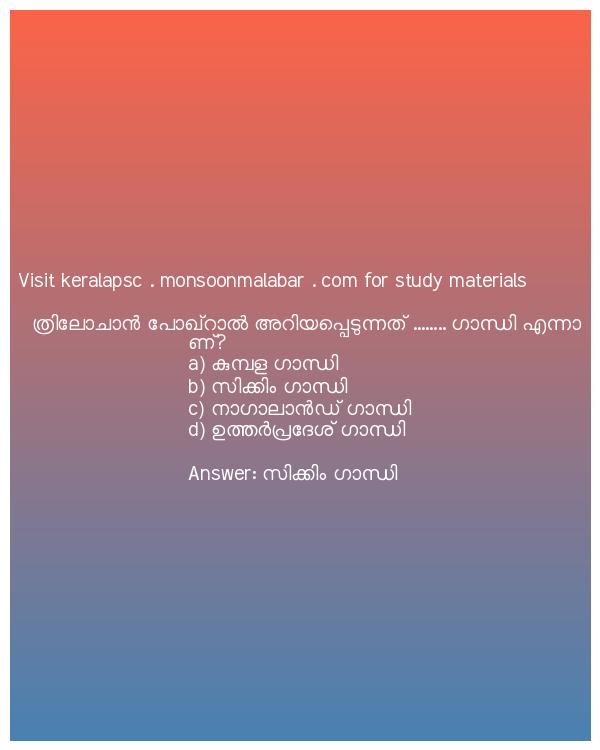 Visit keralapsc . monsoonmalabar . com for study materials
ത്രിലോചാൻ പോഖ്റാൽ അറിയപ്പെടുന്നത് ........ ഗാന്ധി എന്നാ
ണ്?
a) കുമ്പള ഗാന്ധി
b) സിക്കിം ഗാന്ധി
c) നാഗാലാൻഡ് ഗാന്ധി
d) ഉത്തർപ്രദേശ് ഗാന്ധി
Answer: സിക്കിം ഗാന്ധി